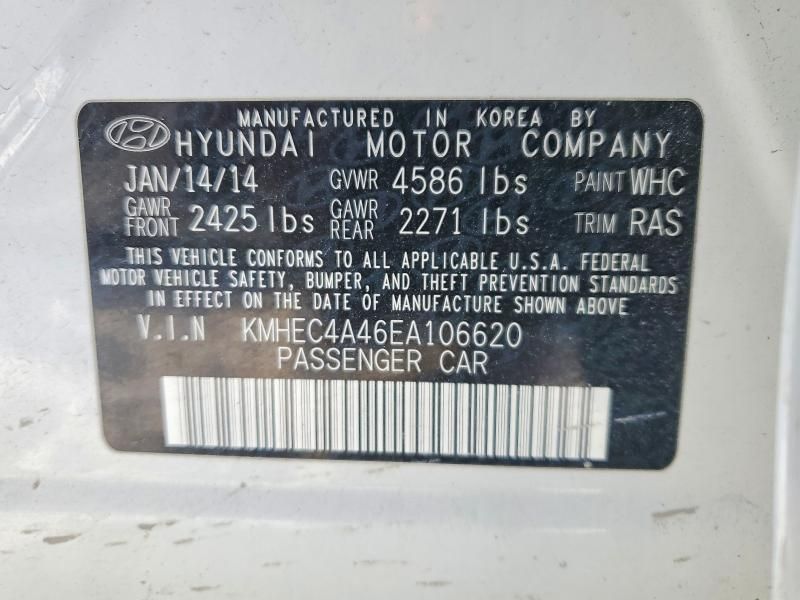 MANUFACTURED IN KOREA BY
HYUNDAI MOTOR COMPANY
JAN/14/14 GVWR 4586 lbs PAINT WHC
GAWR FRONT 2425 lbs GAWR REAR 2271 lbs TRIM RAS
THIS VEHICLE CONFORMS TO ALL APPLICABLE U.S.A. FEDERAL
MOTOR VEHICLE SAFETY, BUMPER, AND THEFT PREVENTION STANDARDS
IN EFFECT ON THE DATE OF MANUFACTURE SHOWN ABOVE
V.I.N KMHEC4A46EA106620
PASSENGER CAR